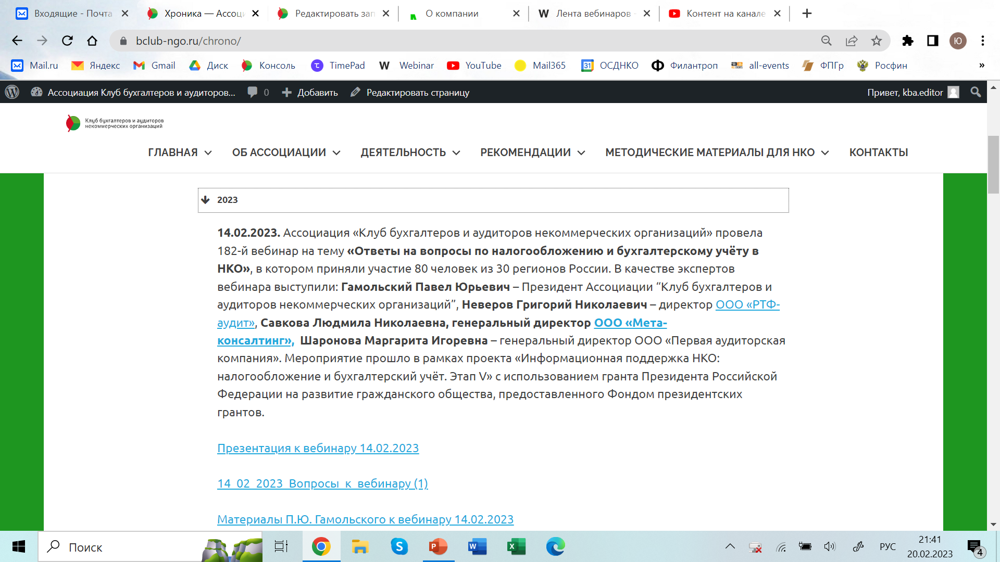 Входящие - Почта
Хроника — Ассоци
Редактировать зап
О компании
Лента вебинаров -
Контент на канале
bclub-ngo.ru/chrono/
Ю
Mail.ru
Яндекс
Gmail
Диск
Консоль
TimePad
Webinar
YouTube
Mail365
31 ОСДНКО
Филантроп
all-events
ФПГр
Росфин
»
Ассоциация Клуб бухгалтеров и аудиторов...
0
Добавить
Редактировать страницу
Привет, kba.editor
Клуб бухгалтеров и аудиторов
некоммерческих организаций
ГЛАВНАЯ
ОБ АССОЦИАЦИИ
ДЕЯТЕЛЬНОСТЬ
РЕКОМЕНДАЦИИ
МЕТОДИЧЕСКИЕ МАТЕРИАЛЫ ДЛЯ НКО
КОНТАКТЫ
2023
14.02.2023. Ассоциация «Клуб бухгалтеров и аудиторов некоммерческих организаций» провела
182-й вебинар на тему «Ответы на вопросы по налогообложению и бухгалтерскому учёту в
НКО», в котором приняли участие 80 человек из 30 регионов России. В качестве экспертов
вебинара выступили: Гамольский Павел Юрьевич – Президент Ассоциации “Клуб бухгалтеров и
аудиторов некоммерческих организаций”, Неверов Григорий Николаевич – директор ООО «РТФ-
аудит», Савкова Людмила Николаевна, генеральный директор ООО «Мета-
консалтинг», Шаронова Маргарита Игоревна – генеральный директор ООО «Первая аудиторская
компания». Мероприятие прошло в рамках проекта «Информационная поддержка НКО:
налогообложение и бухгалтерский учёт. Этап V» с использованием гранта Президента Российской
Федерации на развитие гражданского общества, предоставленного Фондом президентских
грантов.
Презентация к вебинару 14.02.2023
14_02_2023_Вопросы_к_вебинару (1)
Материалы П.Ю. Гамольского к вебинару 14.02.2023
Поиск
РУС
21:41
20.02.2023
4